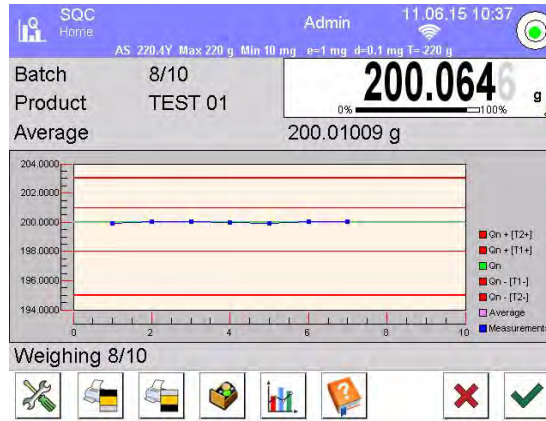 SQC
Home
Admin
11.06.15 10:37
AS 220.4Y Max 220 g Min 10 mg e=1 mg d=0.1 mg T=-220 g
Batch 8/10
Product TEST 01
200.0646 g
0% 100%
Average 200.01009 g
204.0000
202.0000
200.0000
198.0000
196.0000
194.0000
0 2 4 6 8 10
Qn + [T2+]
Qn + [T1+]
Qn
Qn - [T1-]
Qn - [T2-]
Average
Measurements
Weighing 8/10